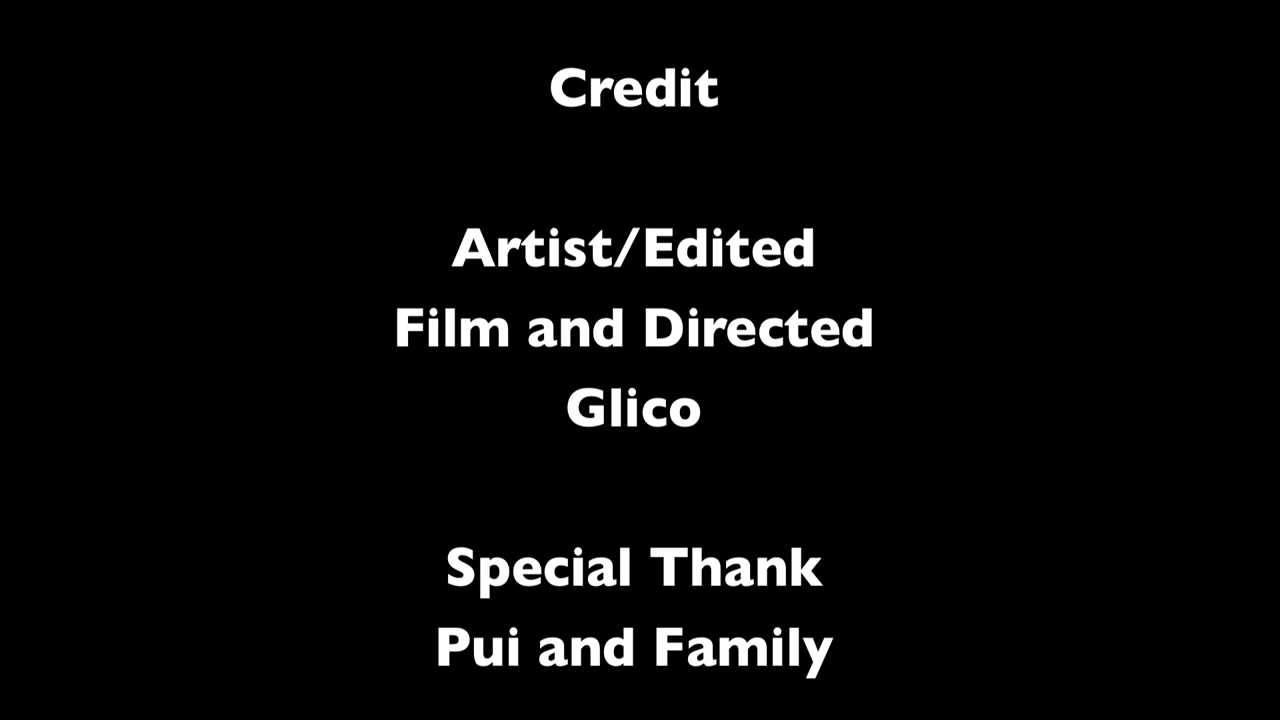 Credit
Artist/Edited
Film and Directed
Glico
Special Thank
Pui and Family